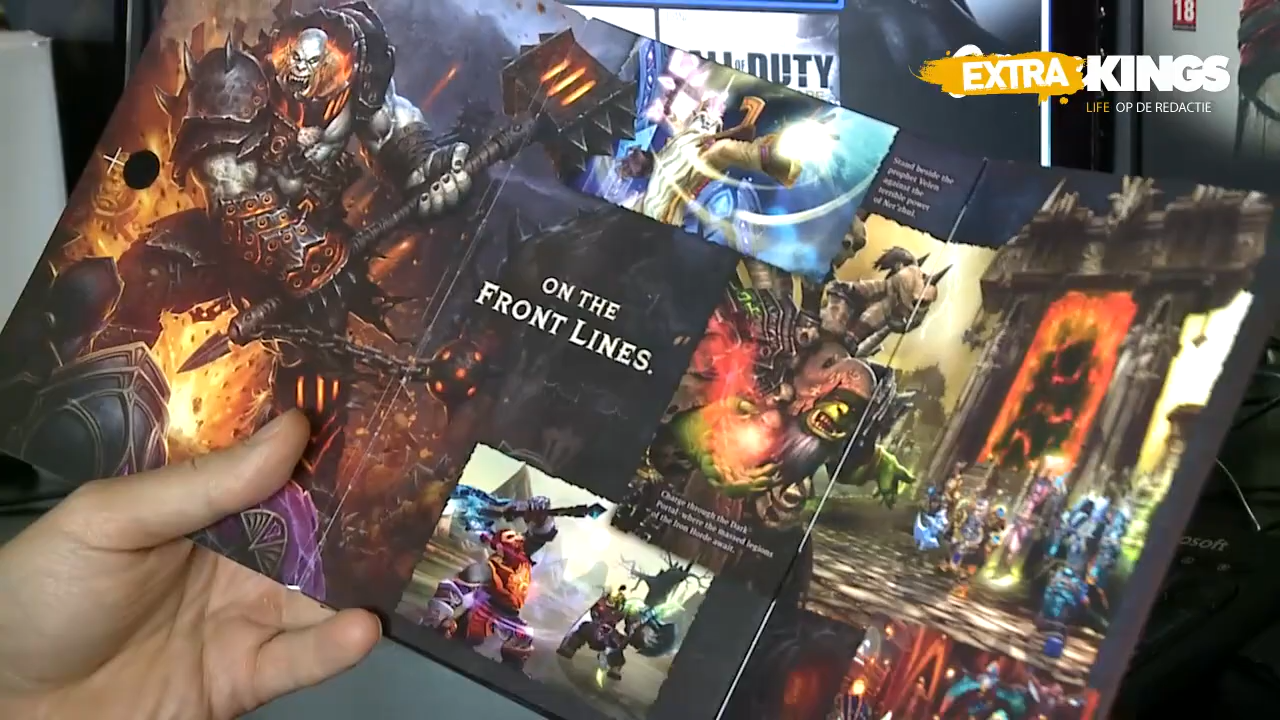 18
CALL OF DUTY
EXTRA KINGS
LIFE OP DE REDACTIE
Stand beside the
prophet Velen
against the
terrible power
of Ner'zhul.
ON THE
FRONT LINES.
Charge through the Dark
Portal where the massed legions
of the Iron Horde await.